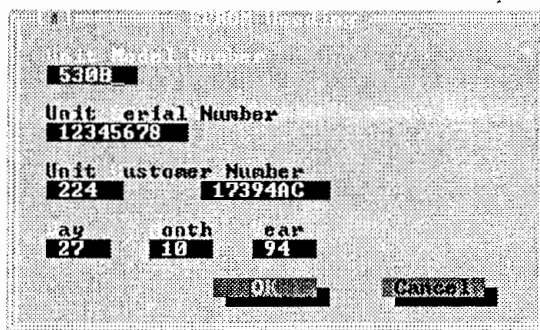 EPROM Heading
Unit Model Number
530B_
Unit erial Number
12345678
Unit ustomer Number
224 17394AC
ay onth ear
27 10 94
OK Cancel